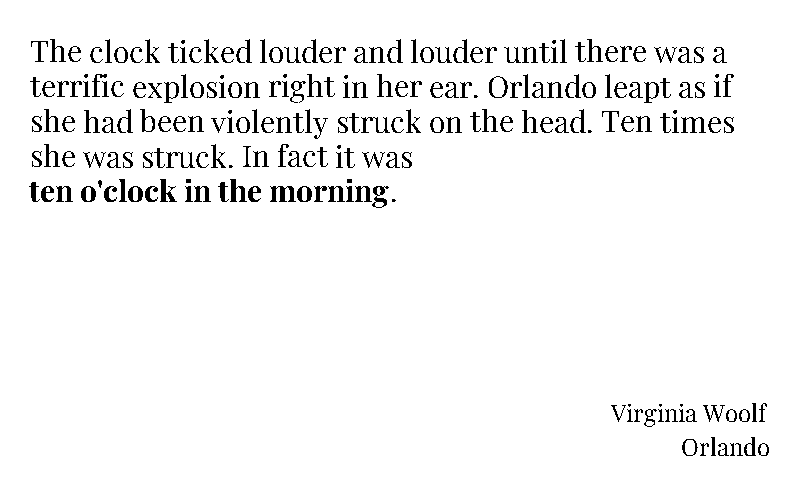 The clock ticked louder and louder until there was a
terrific explosion right in her ear. Orlando leapt as if
she had been violently struck on the head. Ten times
she was struck. In fact it was
ten o'clock in the morning.
Virginia Woolf
Orlando